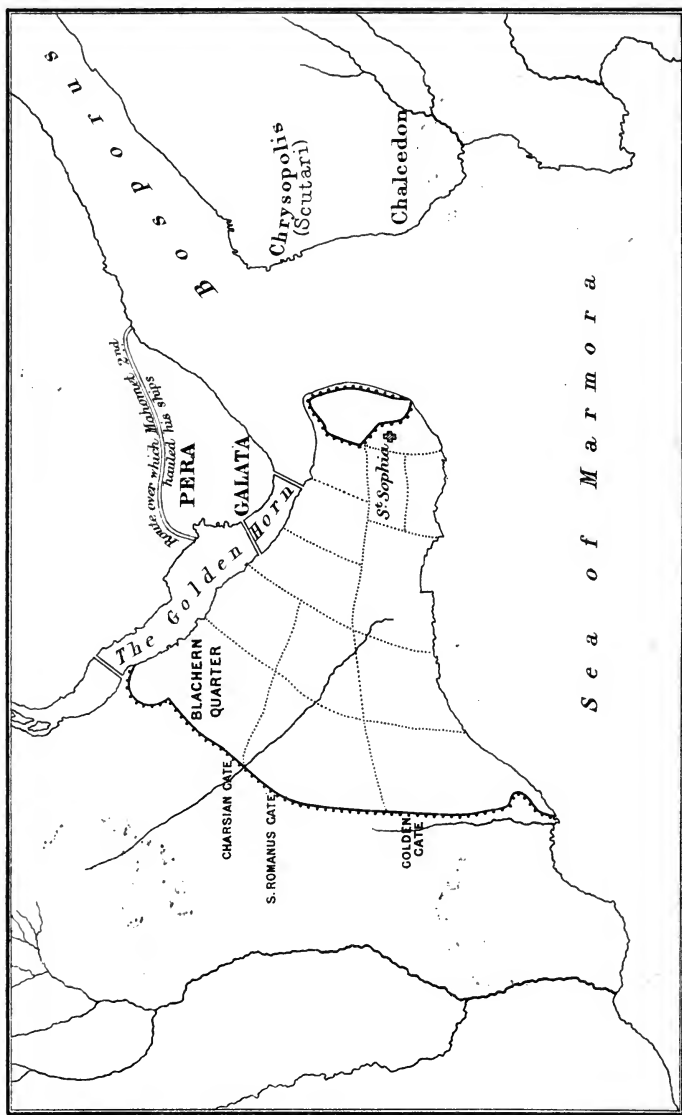 Bosporus
Chrysopolis
(Scutari)
Chalcedon
Route over which Mahomet 2nd
hauled his ships
PERA
GALATA
The Golden Horn
St. Sophia
BLACHERN
QUARTER
CHARSIAN GATE
S. ROMANUS GATE
GOLDEN
GATE
Sea of Marmora